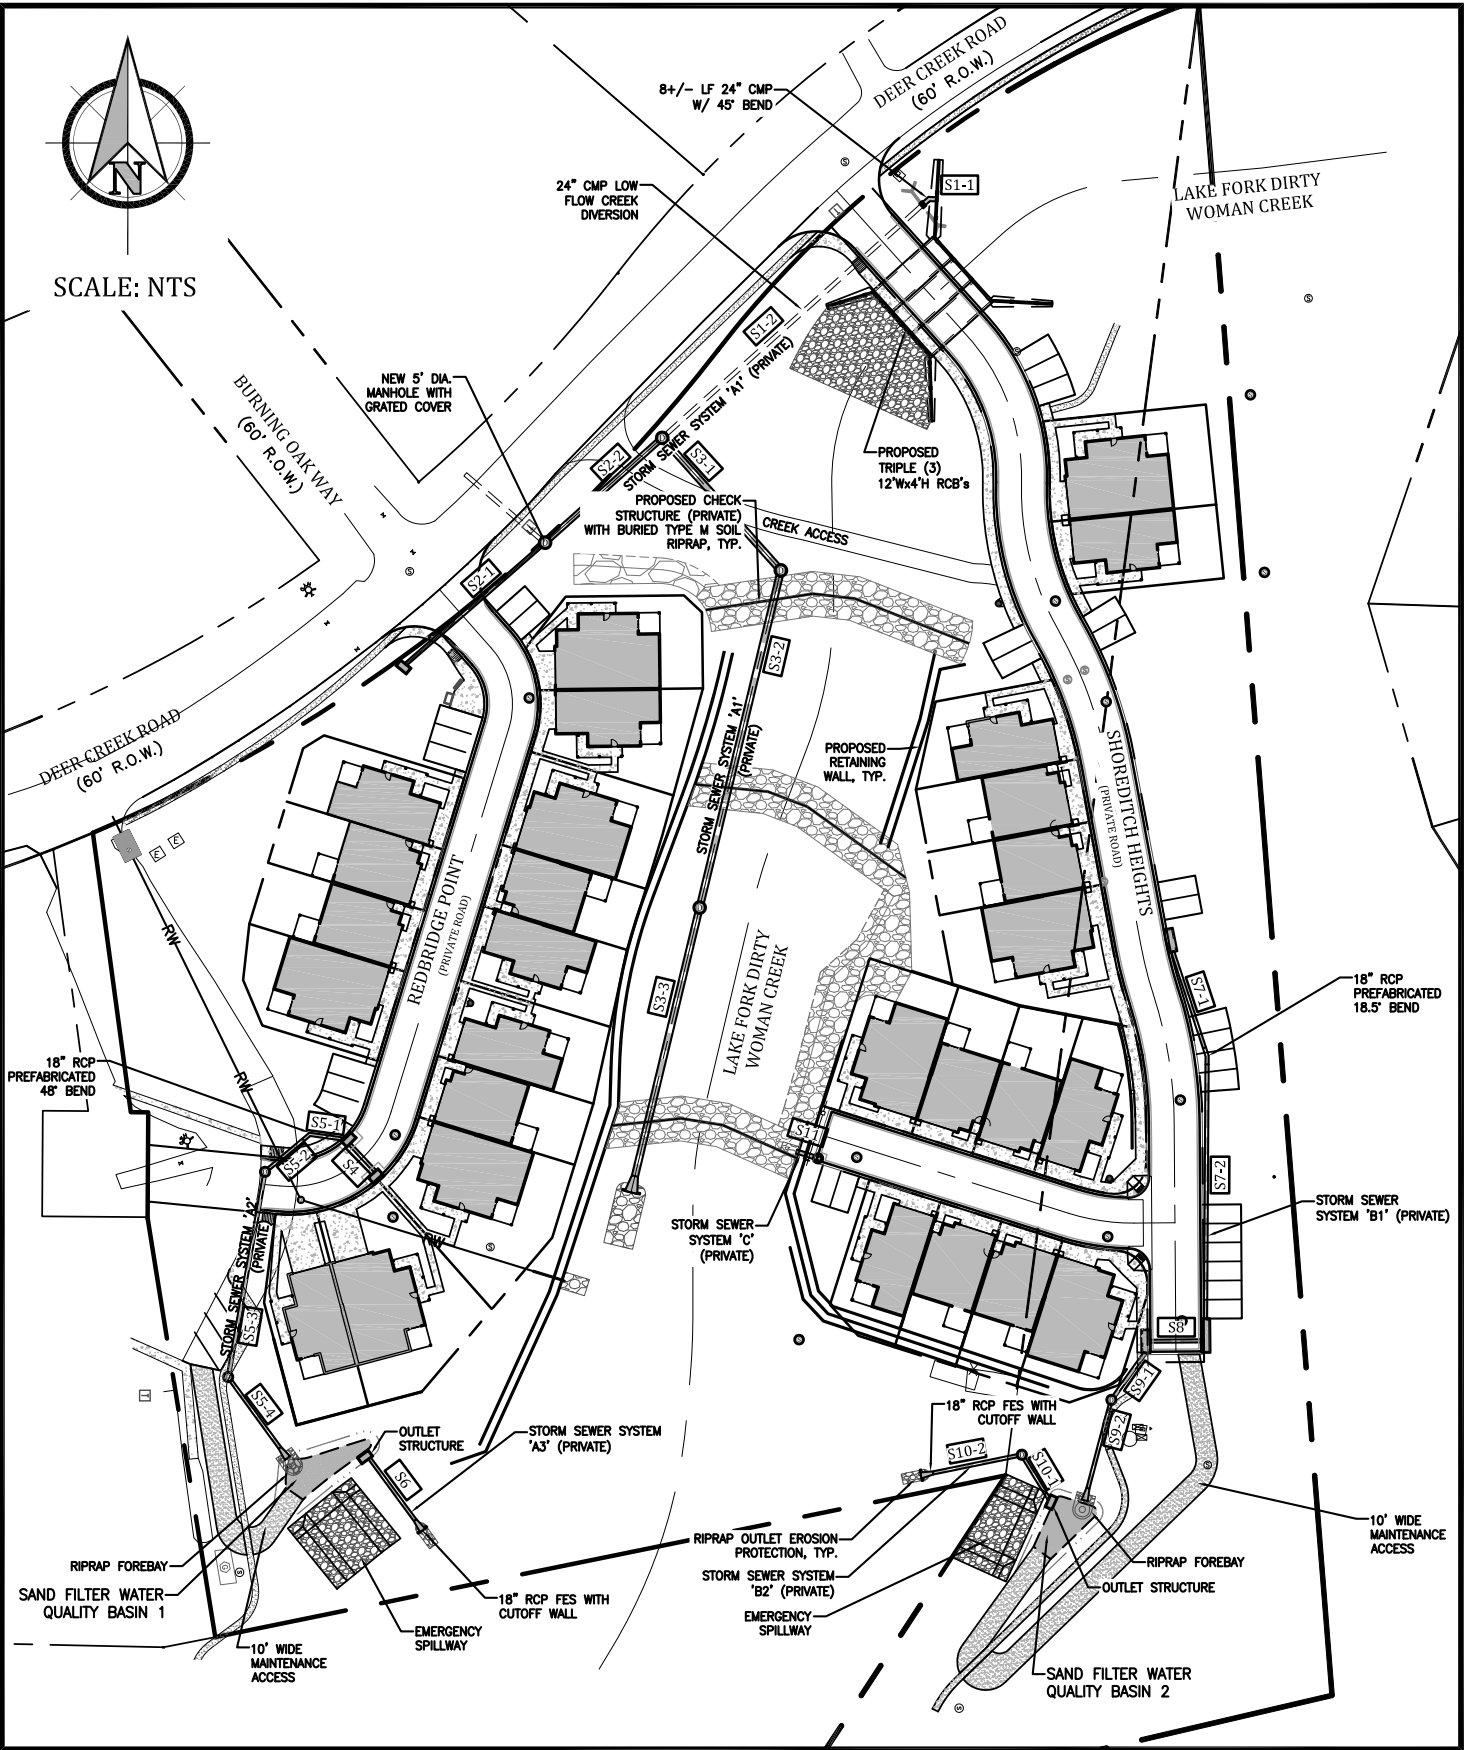 DEER CREEK ROAD
(60' R.O.W.)
8+/- LF 24" CMP
W/ 45° BEND
24" CMP LOW
FLOW CREEK
DIVERSION
S1-1
LAKE FORK DIRTY
WOMAN CREEK
N
SCALE: NTS
S1-2
STORM SEWER SYSTEM 'A1' (PRIVATE)
NEW 5' DIA.
MANHOLE WITH
GRATED COVER
BURNING OAK WAY
(60' R.O.W.)
S2-2
S3-1
PROPOSED
TRIPLE (3)
12'Wx4'H RCB's
PROPOSED CHECK
STRUCTURE (PRIVATE)
WITH BURIED TYPE M SOIL
RIPRAP, TYP.
CREEK ACCESS
S2-1
S3-2
DEER CREEK ROAD
(60' R.O.W.)
STORM SEWER SYSTEM 'A1'
(PRIVATE)
PROPOSED
RETAINING
WALL, TYP.
SHOREDITCH HEIGHTS
(PRIVATE ROAD)
E
E
REDBRIDGE POINT
(PRIVATE ROAD)
RW
LAKE FORK DIRTY
WOMAN CREEK
S3-3
S7-1
18" RCP
PREFABRICATED
18.5° BEND
18" RCP
PREFABRICATED
48° BEND
RW
S5-1
S5-2
S4
S11
S7-2
STORM SEWER
SYSTEM 'B1' (PRIVATE)
STORM SEWER SYSTEM 'A2'
(PRIVATE)
RW
STORM SEWER
SYSTEM 'C'
(PRIVATE)
S5-3
S8
S5-4
S9-1
S9-2
OUTLET
STRUCTURE
STORM SEWER SYSTEM
'A3' (PRIVATE)
18" RCP FES WITH
CUTOFF WALL
S6
S10-2
S10-1
RIPRAP FOREBAY
SAND FILTER WATER
QUALITY BASIN 1
10' WIDE
MAINTENANCE
ACCESS
EMERGENCY
SPILLWAY
18" RCP FES WITH
CUTOFF WALL
RIPRAP OUTLET EROSION
PROTECTION, TYP.
STORM SEWER SYSTEM
'B2' (PRIVATE)
EMERGENCY
SPILLWAY
10' WIDE
MAINTENANCE
ACCESS
RIPRAP FOREBAY
OUTLET STRUCTURE
SAND FILTER WATER
QUALITY BASIN 2